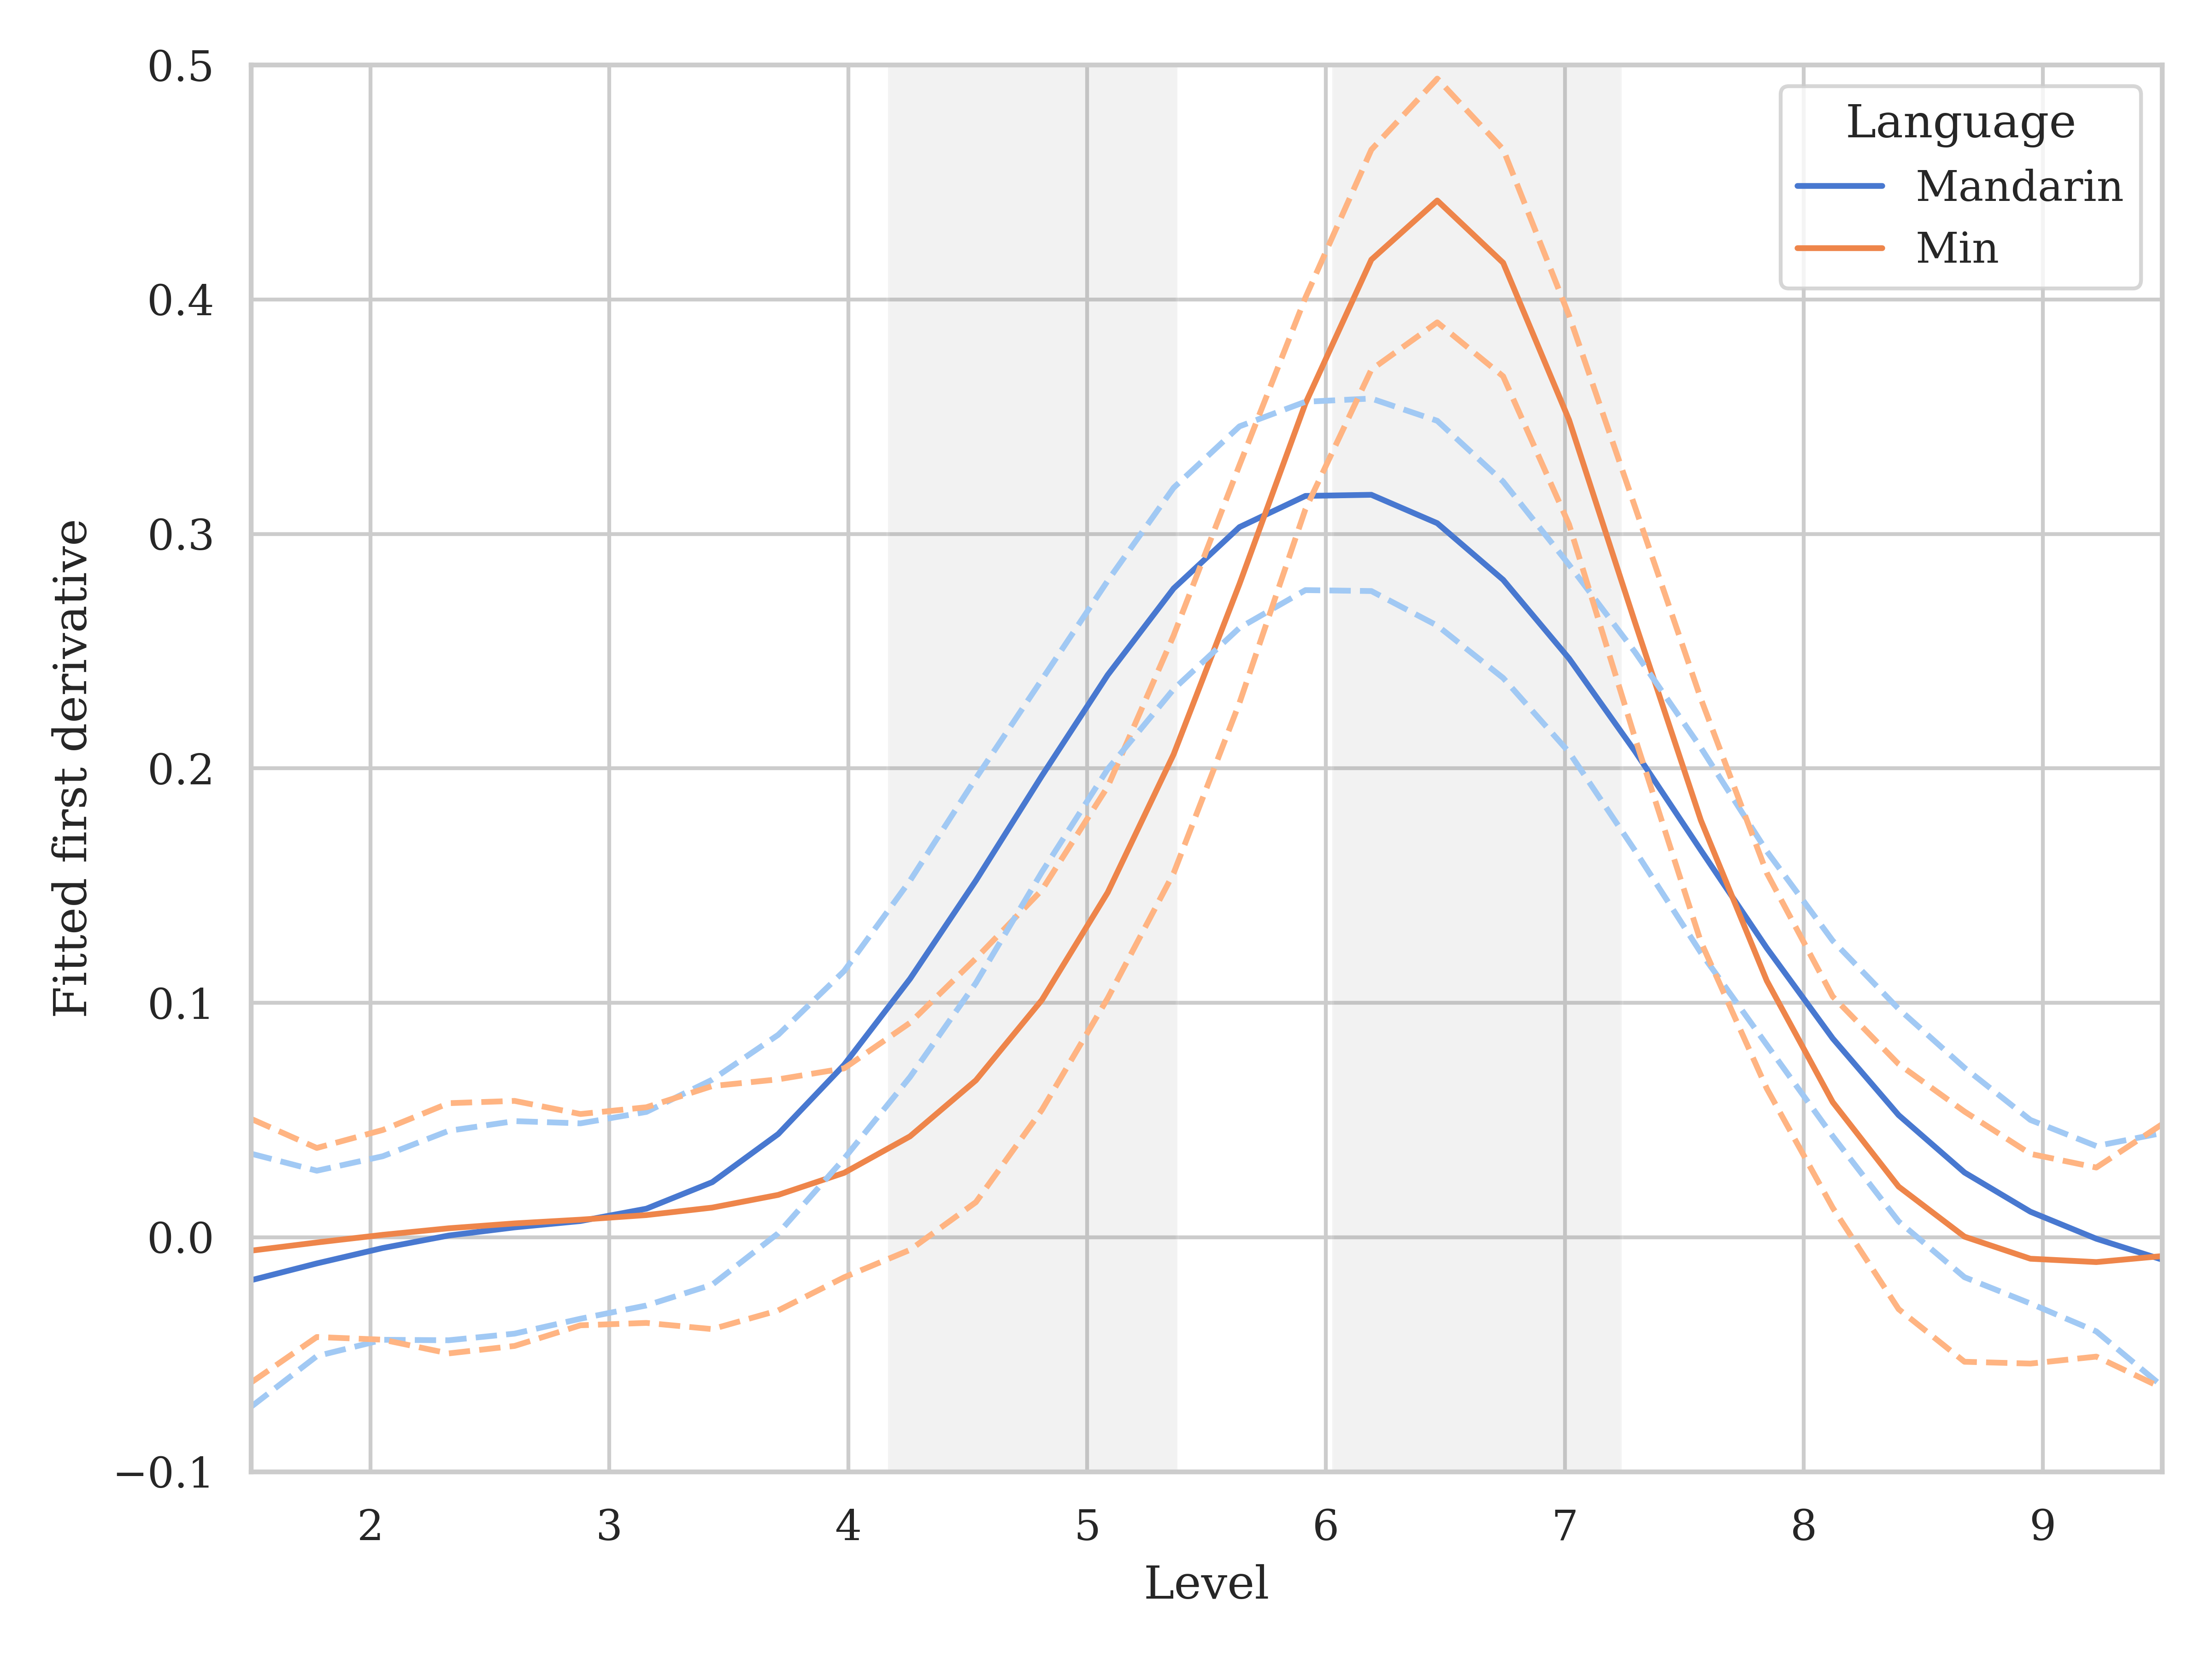 0.5
0.4
0.3
0.2
0.1
0.0
−0.1
Fitted first derivative
2 3 4 5 6 7 8 9
Level
Language
Mandarin
Min